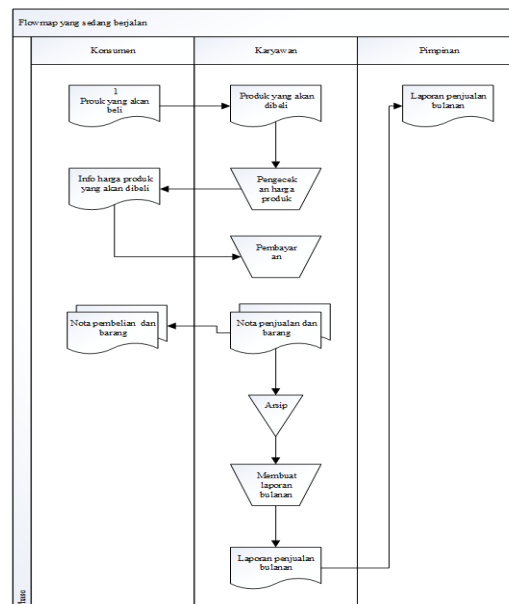 Flowmap yang sedang berjalan
Konsumen
Karyawan
Pimpinan
1
Prouk yang akan
beli
Produk yang akan
dibeli
Laporan penjualan
bulanan
Info harga produk
yang akan dibeli
Pengecek
an harga
produk
Pembayar
an
Nota pembelian dan
barang
Nota penjualan dan
barang
Arsip
Membuat
laporan
bulanan
Laporan penjualan
bulanan
Phase